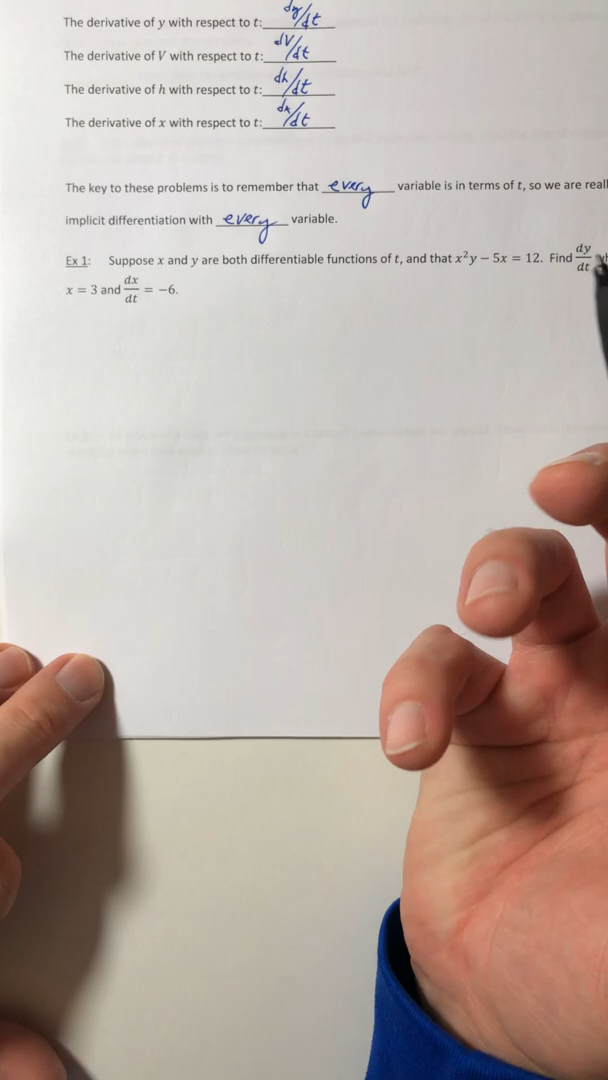 The derivative of y with respect to t: dy/dt
The derivative of V with respect to t: dV/dt
The derivative of h with respect to t: dh/dt
The derivative of x with respect to t: dx/dt
The key to these problems is to remember that every variable is in terms of t, so we are reall
implicit differentiation with every variable.
Ex 1: Suppose x and y are both differentiable functions of t, and that x²y − 5x = 12. Find dy/dt
x = 3 and dx/dt = −6.